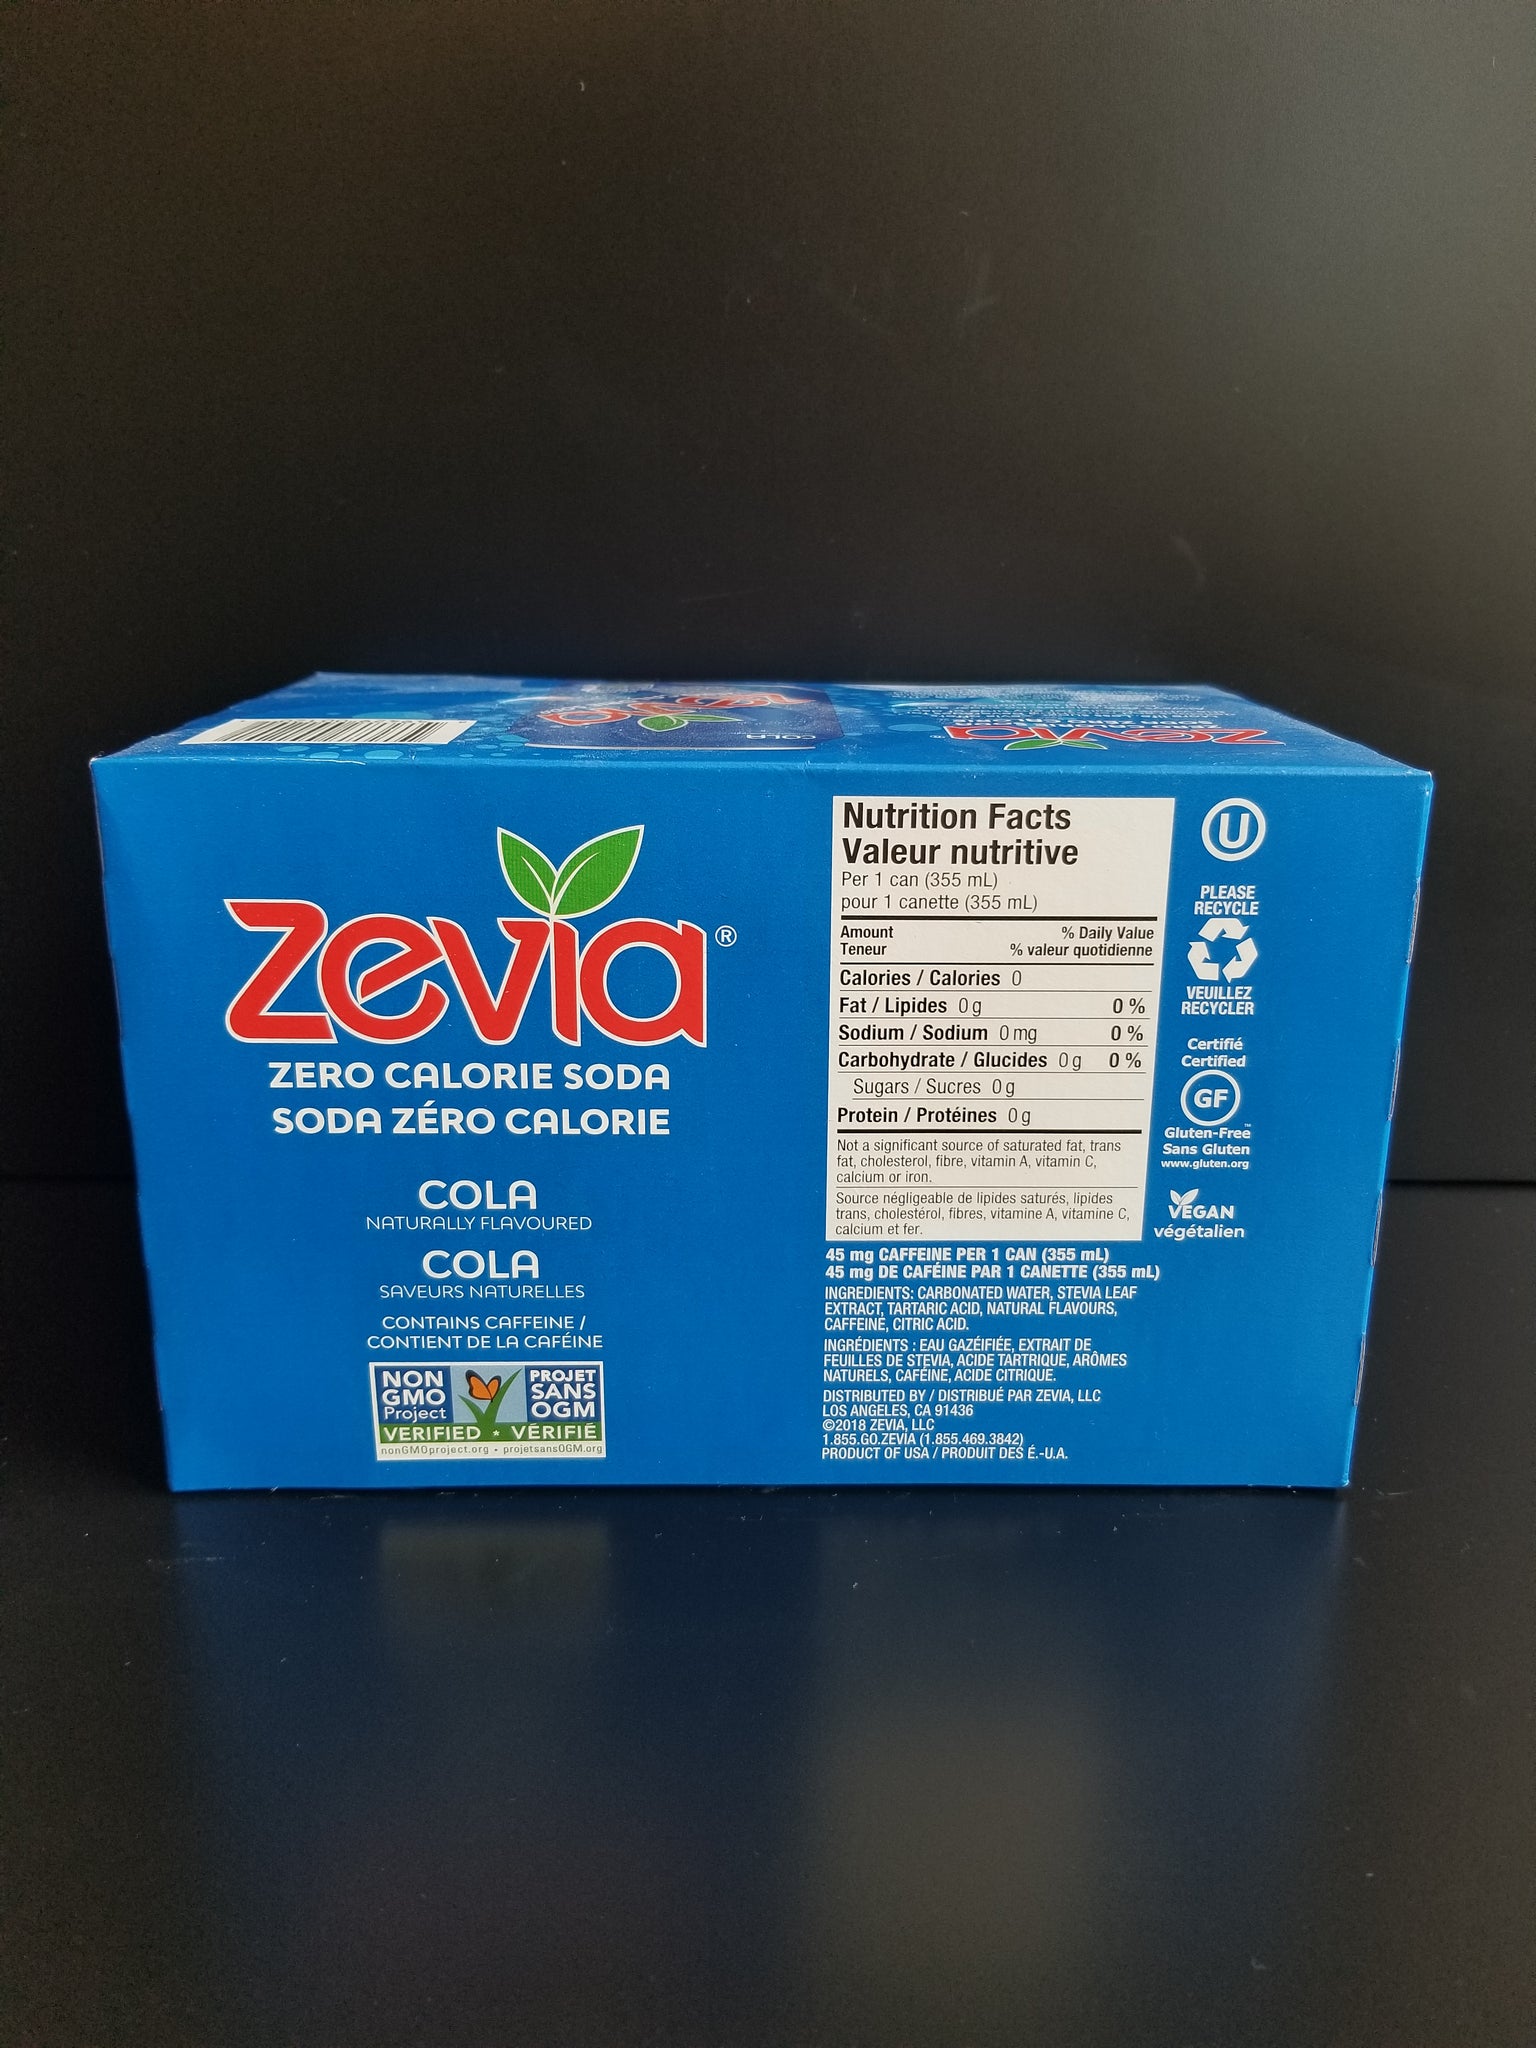 zevia®
ZERO CALORIE SODA
SODA ZÉRO CALORIE
COLA
NATURALLY FLAVOURED
COLA
SAVEURS NATURELLES
CONTAINS CAFFEINE /
CONTIENT DE LA CAFÉINE
NON
GMO
Project
PROJET
SANS
OGM
VERIFIED * VÉRIFIÉ
nonGMOproject.org • projetsansOGM.org
Nutrition Facts
Valeur nutritive
Per 1 can (355 mL)
pour 1 canette (355 mL)
Amount % Daily Value
Teneur % valeur quotidienne
Calories / Calories 0
Fat / Lipides 0 g 0 %
Sodium / Sodium 0 mg 0 %
Carbohydrate / Glucides 0 g 0 %
Sugars / Sucres 0 g
Protein / Protéines 0 g
Not a significant source of saturated fat, trans
fat, cholesterol, fibre, vitamin A, vitamin C,
calcium or iron.
Source négligeable de lipides saturés, lipides
trans, cholestérol, fibres, vitamine A, vitamine C,
calcium et fer.
45 mg CAFFEINE PER 1 CAN (355 mL)
45 mg DE CAFÉINE PAR 1 CANETTE (355 mL)
INGREDIENTS: CARBONATED WATER, STEVIA LEAF
EXTRACT, TARTARIC ACID, NATURAL FLAVOURS,
CAFFEINE, CITRIC ACID.
INGRÉDIENTS : EAU GAZÉIFIÉE, EXTRAIT DE
FEUILLES DE STEVIA, ACIDE TARTRIQUE, ARÔMES
NATURELS, CAFÉINE, ACIDE CITRIQUE.
DISTRIBUTED BY / DISTRIBUÉ PAR ZEVIA, LLC
LOS ANGELES, CA 91436
©2018 ZEVIA, LLC
1.855.GO.ZEVIA (1.855.469.3842)
PRODUCT OF USA / PRODUIT DES É.-U.A.
U
PLEASE
RECYCLE
VEUILLEZ
RECYCLER
Certifié
Certified
GF
Gluten-Free™
Sans Gluten
www.gluten.org
VEGAN
végétalien
zevia
COLA
zevia®